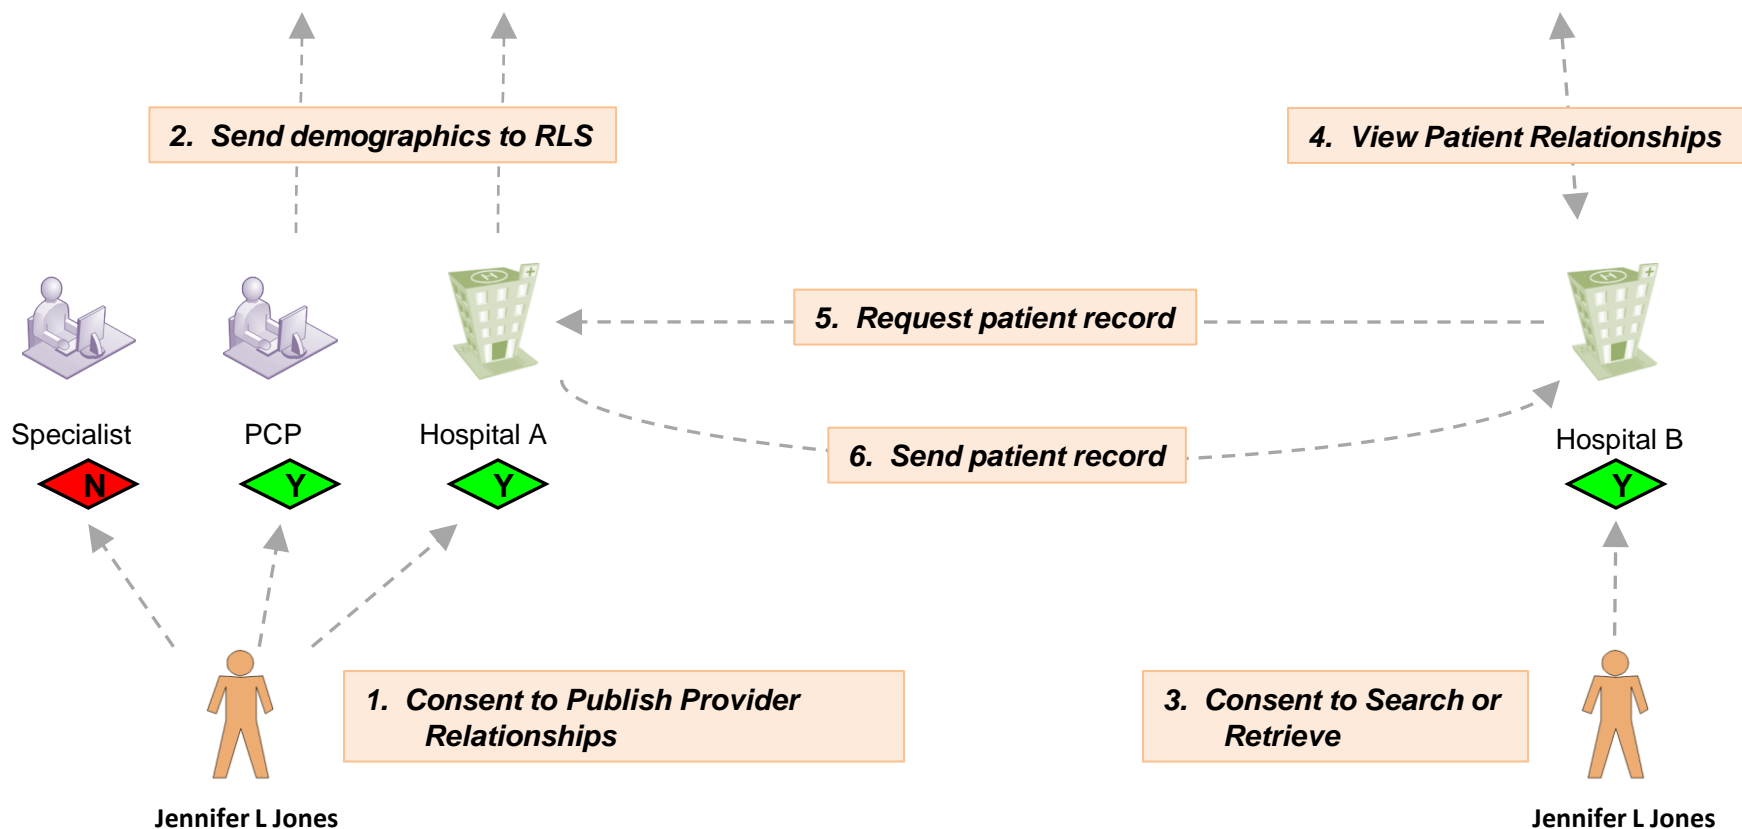 2. Send demographics to RLS
4. View Patient Relationships
H
H
5. Request patient record
Specialist
PCP
Hospital A
Hospital B
6. Send patient record
N
Y
Y
Y
1. Consent to Publish Provider
Relationships
3. Consent to Search or
Retrieve
Jennifer L Jones
Jennifer L Jones